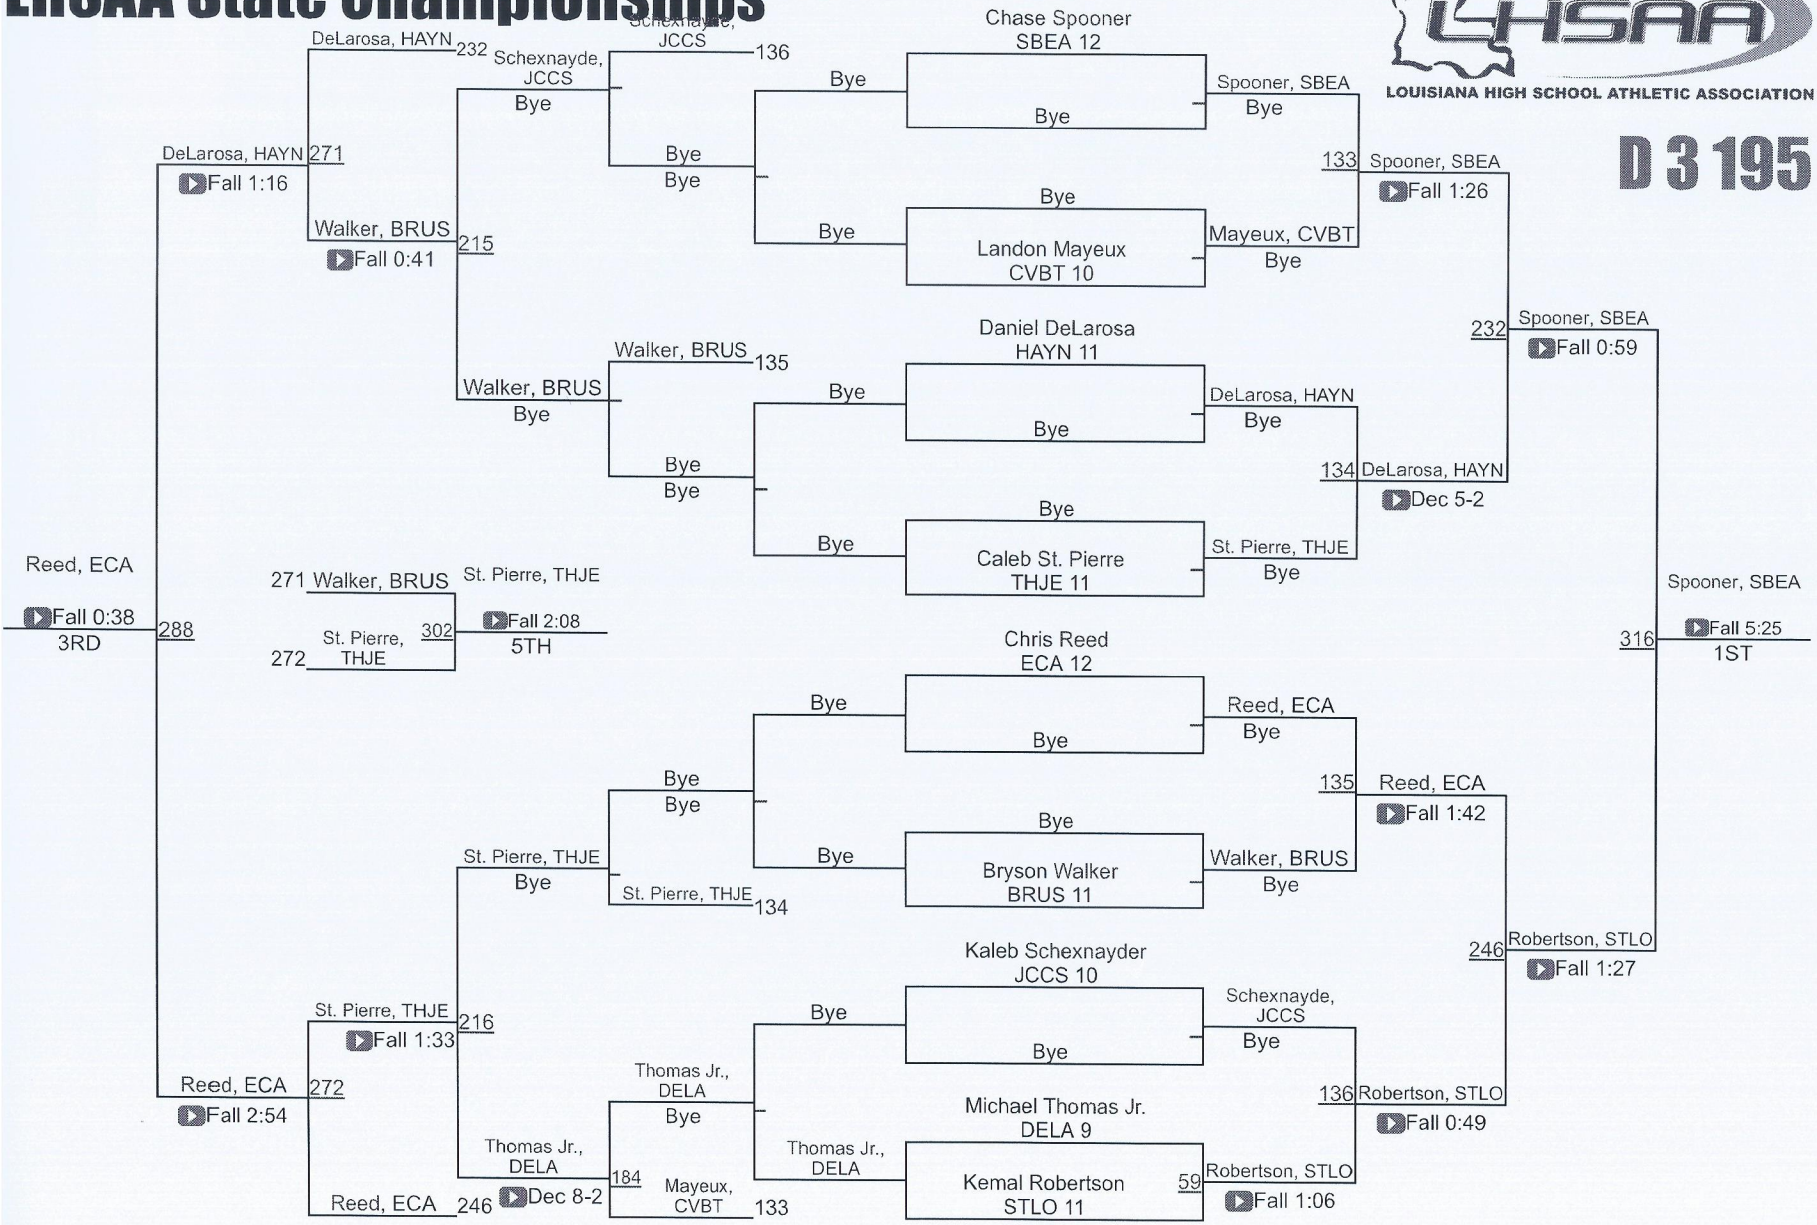 LHSAA State Championships
LHSAA
LOUISIANA HIGH SCHOOL ATHLETIC ASSOCIATION
D 3 195
DeLarosa, HAYN
232
DeLarosa, HAYN
271
Fall 1:16
Walker, BRUS
Fall 0:41
215
Schexnayde,
JCCS
Bye
Schexnayde,
JCCS
136
Bye
Bye
Walker, BRUS
Bye
Walker, BRUS
135
Bye
Bye
Bye
Bye
Bye
Bye
Chase Spooner
SBEA 12
Bye
Bye
Landon Mayeux
CVBT 10
Daniel DeLarosa
HAYN 11
Bye
Bye
Caleb St. Pierre
THJE 11
Spooner, SBEA
Bye
133
Mayeux, CVBT
Bye
Spooner, SBEA
Fall 1:26
DeLarosa, HAYN
Bye
134
St. Pierre, THJE
Bye
DeLarosa, HAYN
Dec 5-2
232
Spooner, SBEA
Fall 0:59
Reed, ECA
Fall 0:38
3RD
288
271
Walker, BRUS
St. Pierre,
THJE
272
302
St. Pierre, THJE
Fall 2:08
5TH
Spooner, SBEA
316
Fall 5:25
1ST
Chris Reed
ECA 12
Bye
Bye
Bryson Walker
BRUS 11
Kaleb Schexnayder
JCCS 10
Bye
Michael Thomas Jr.
DELA 9
Kemal Robertson
STLO 11
59
Bye
Bye
Bye
Bye
Bye
St. Pierre, THJE
Bye
St. Pierre, THJE
134
St. Pierre, THJE
Fall 1:33
216
Reed, ECA
Fall 2:54
272
Reed, ECA
246
Thomas Jr.,
DELA
Dec 8-2
184
Thomas Jr.,
DELA
Bye
Mayeux,
CVBT
133
Thomas Jr.,
DELA
Reed, ECA
Bye
135
Walker, BRUS
Bye
Reed, ECA
Fall 1:42
Schexnayde,
JCCS
Bye
136
Robertson, STLO
Fall 1:06
Robertson, STLO
Fall 0:49
246
Robertson, STLO
Fall 1:27